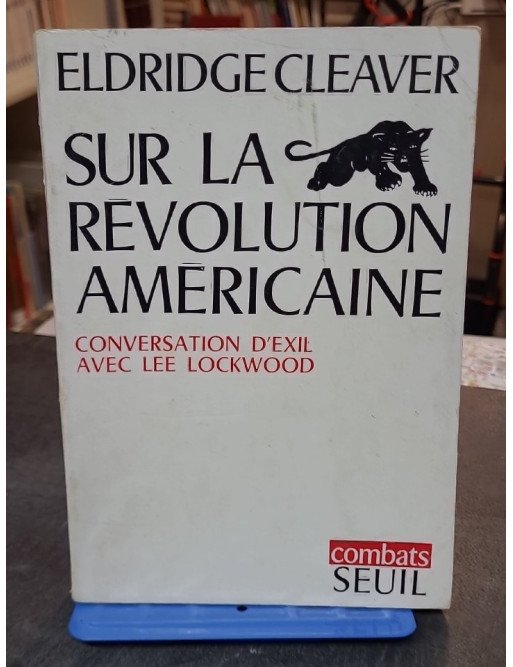 ELDRIDGE CLEAVER
SUR LA
RÉVOLUTION
AMÉRICAINE
CONVERSATION D'EXIL
AVEC LEE LOCKWOOD
combats
SEUIL